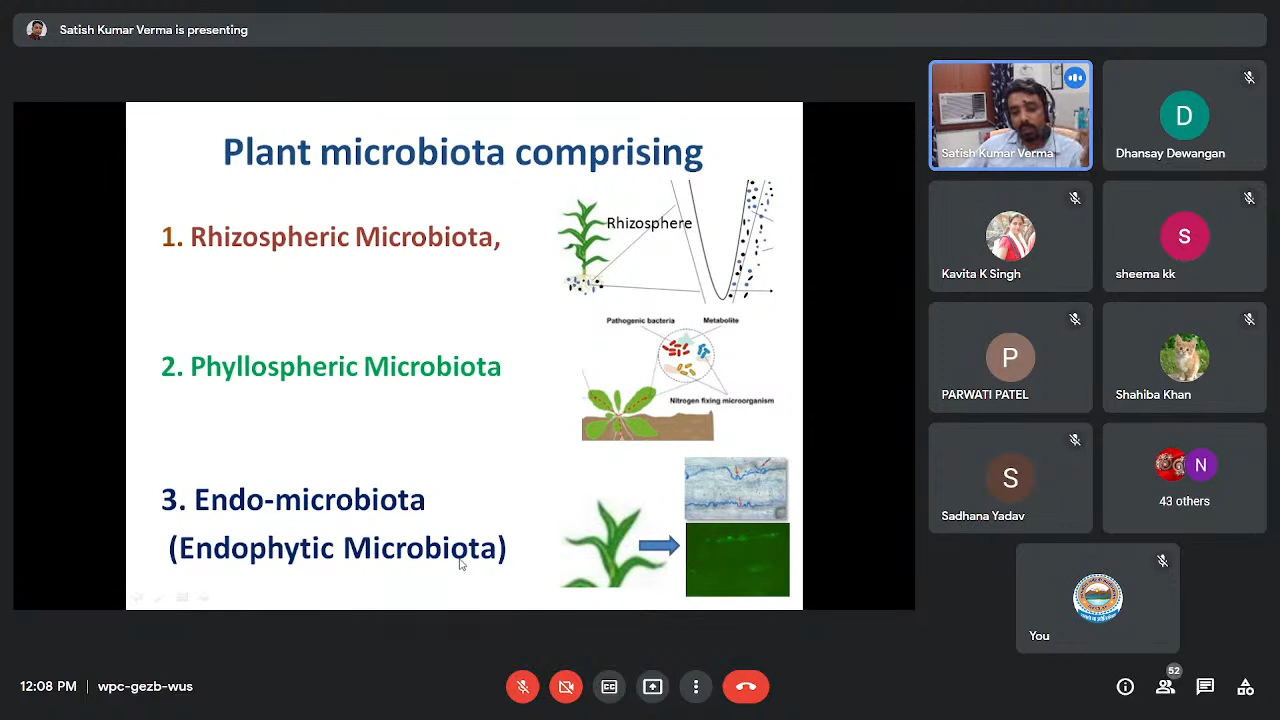 Satish Kumar Verma is presenting
Plant microbiota comprising
1. Rhizospheric Microbiota,
Rhizosphere
Pathogenic bacteria
Metabolite
2. Phyllospheric Microbiota
Nitrogen fixing microorganism
3. Endo-microbiota
(Endophytic Microbiota)
Satish Kumar Verma
D
Dhansay Dewangan
Kavita K Singh
s
sheema kk
P
PARWATI PATEL
Shahila Khan
S
Sadhana Yadav
N
43 others
You
12:08 PM
wpc-gezb-wus
CC
52